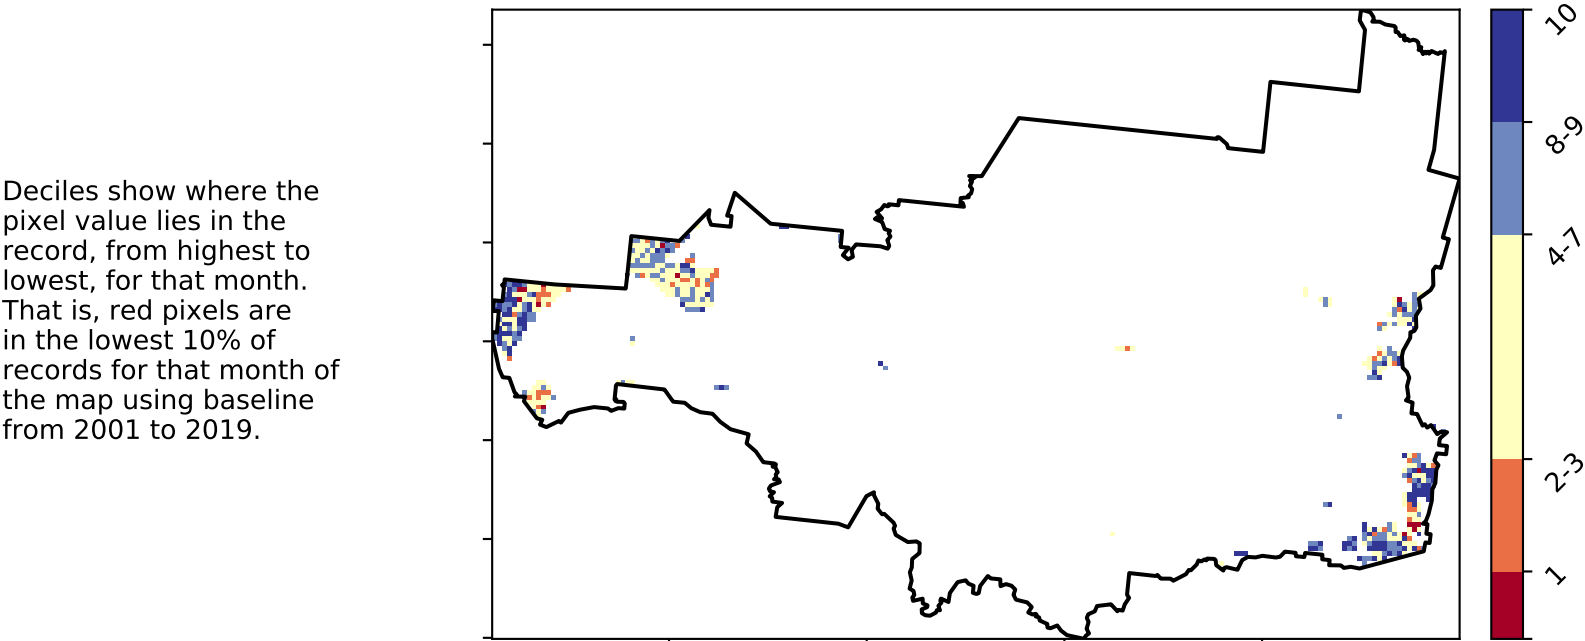 Deciles show where the
pixel value lies in the
record, from highest to
lowest, for that month.
That is, red pixels are
in the lowest 10% of
records for that month of
the map using baseline
from 2001 to 2019.
10
8-9
4-7
2-3
1